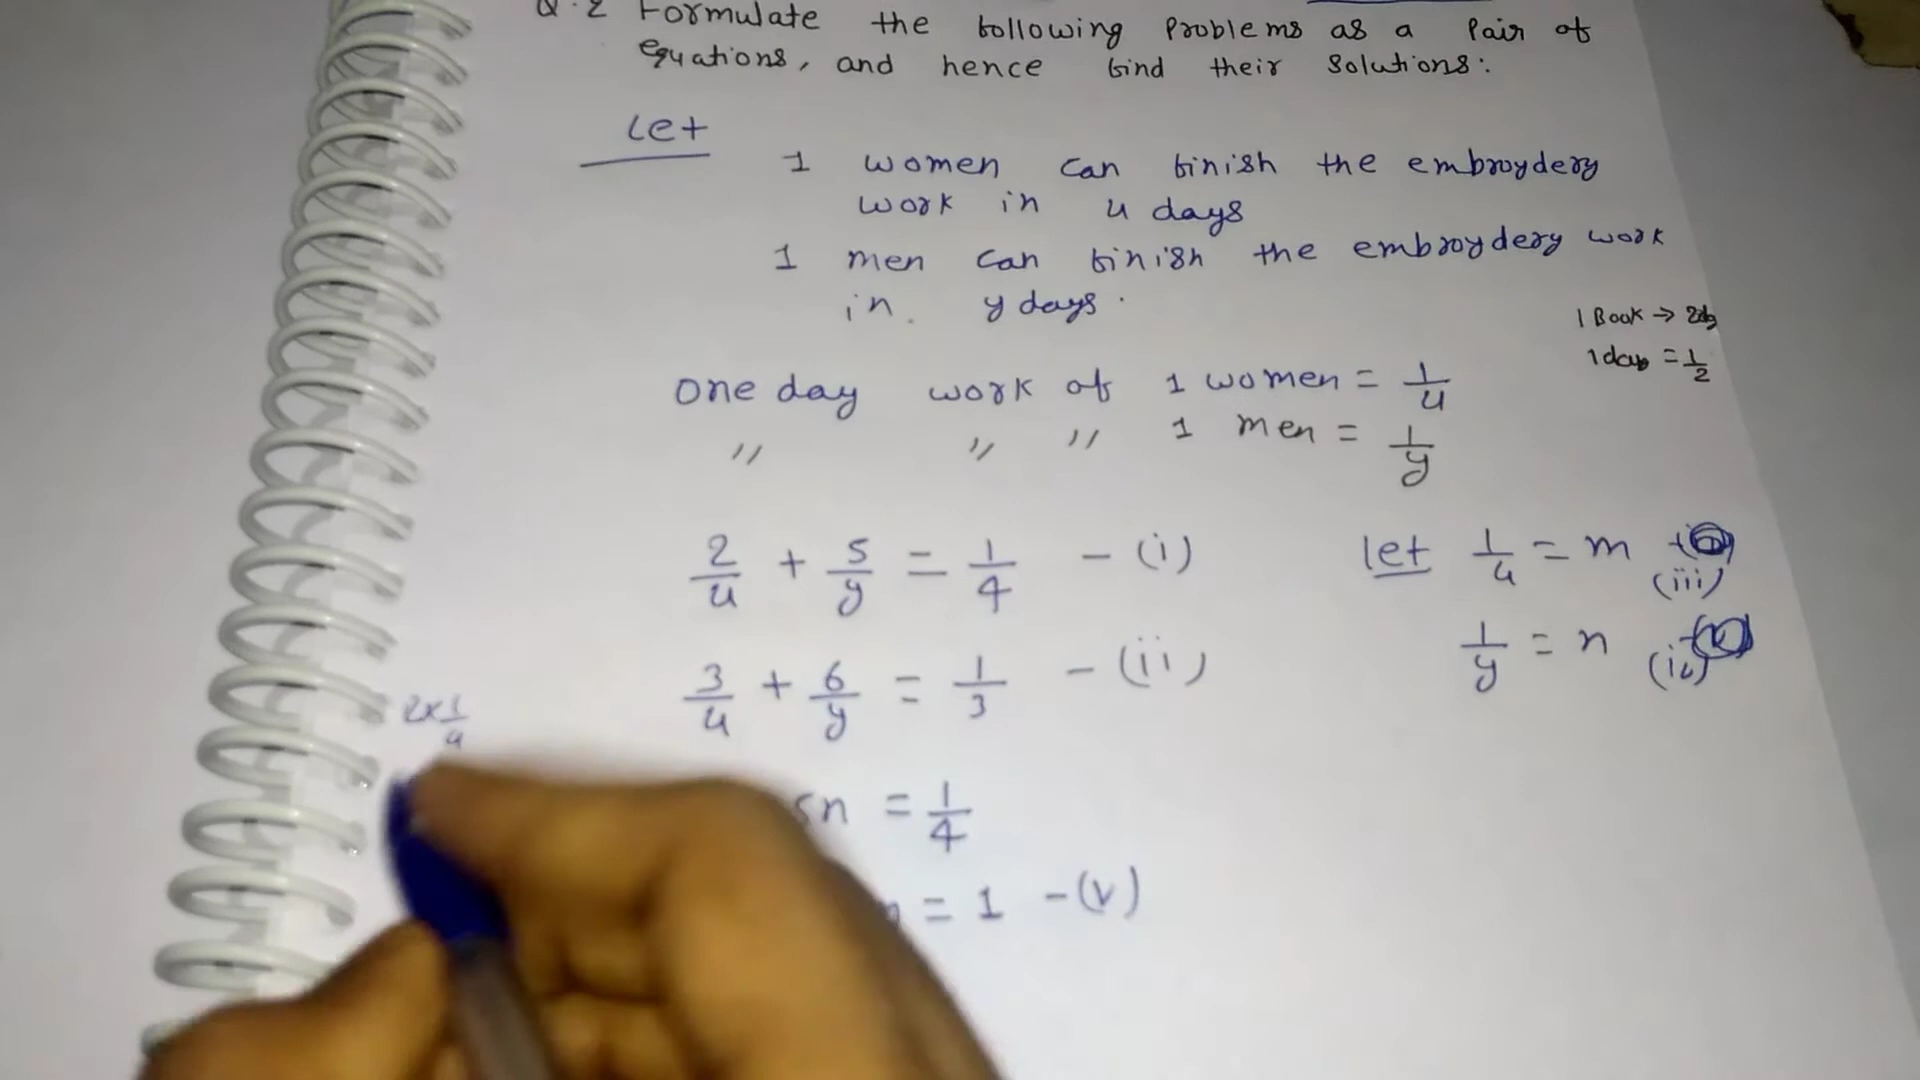 Q.2 Formulate the following Problems as a Pair of
equations, and hence find their Solutions:
Let
1 women can finish the embroydery
work in u days
1 men can finish the embroydery work
in. y days.
1 Book →
1 day = 1/2
One day work of 1 women = 1/u
" " " 1 men = 1/y
2/u + 5/y = 1/4 - (i)
let 1/u = m (iii)
3/u + 6/y = 1/3 - (ii)
1/y = n (iv)
2x1/u
5n = 1/4
n = 1 - (v)